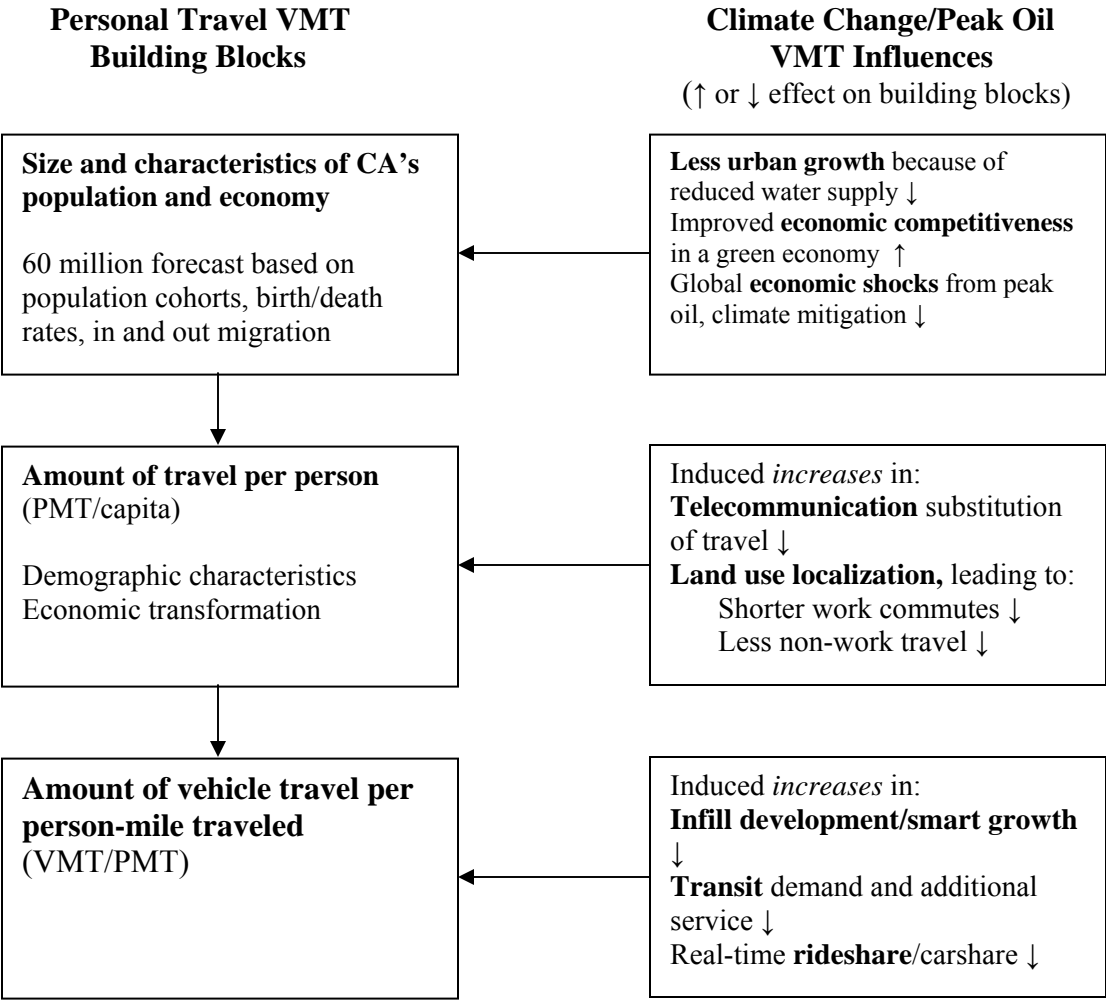 Personal Travel VMT
Building Blocks
Climate Change/Peak Oil
VMT Influences
(↑ or ↓ effect on building blocks)
Size and characteristics of CA’s
population and economy
60 million forecast based on
population cohorts, birth/death
rates, in and out migration
Less urban growth because of
reduced water supply ↓
Improved economic competitiveness
in a green economy ↑
Global economic shocks from peak
oil, climate mitigation ↓
Amount of travel per person
(PMT/capita)
Demographic characteristics
Economic transformation
Induced increases in:
Telecommunication substitution
of travel ↓
Land use localization, leading to:
Shorter work commutes ↓
Less non-work travel ↓
Amount of vehicle travel per
person-mile traveled
(VMT/PMT)
Induced increases in:
Infill development/smart growth
↓
Transit demand and additional
service ↓
Real-time rideshare/carshare ↓